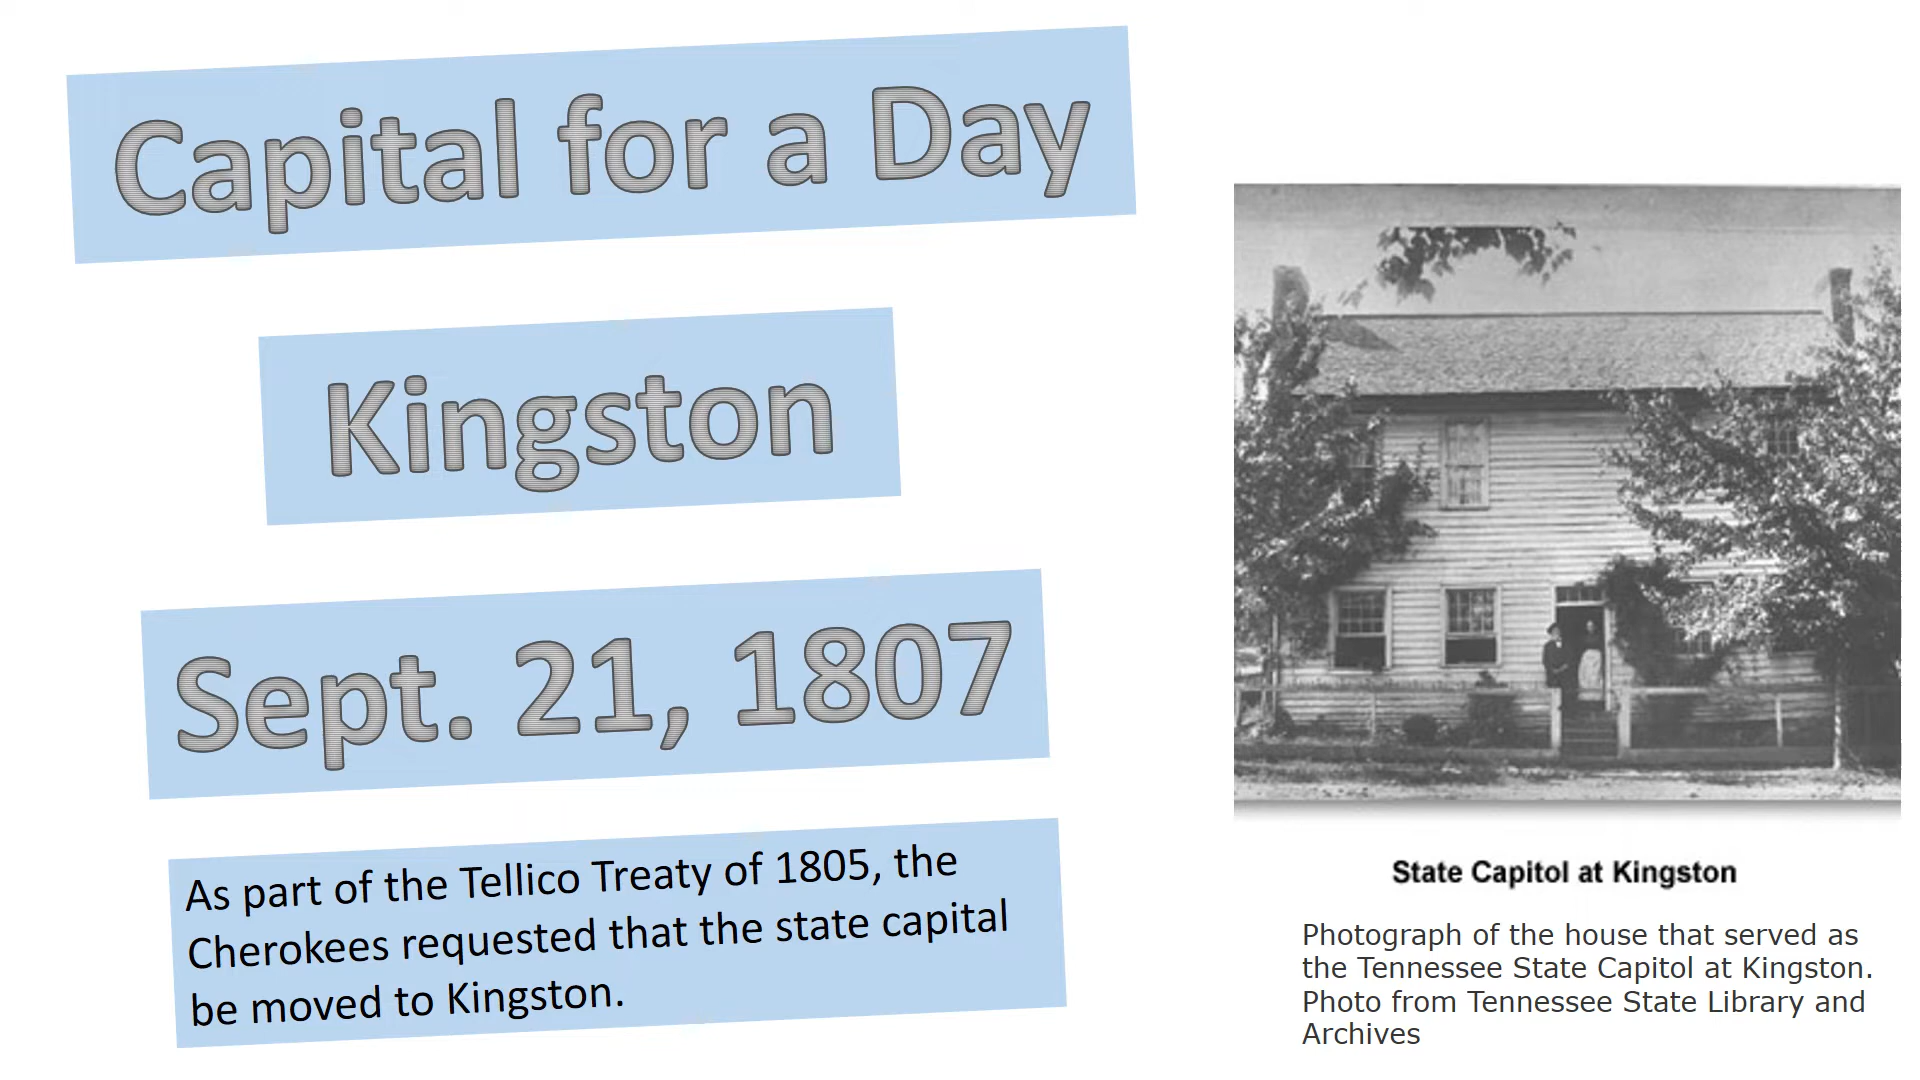 Capital for a Day
Kingston
Sept. 21, 1807
As part of the Tellico Treaty of 1805, the
Cherokees requested that the state capital
be moved to Kingston.
State Capitol at Kingston
Photograph of the house that served as
the Tennessee State Capitol at Kingston.
Photo from Tennessee State Library and
Archives